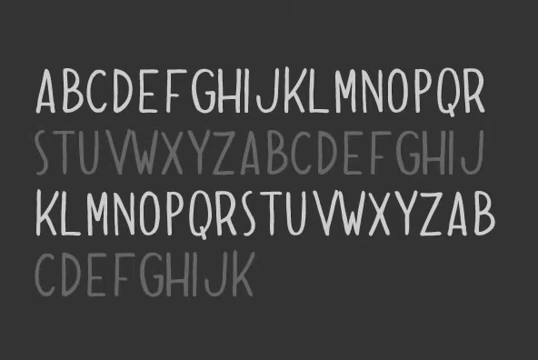 ABCDEFGHIJKLMNOPQR
STUVWXYZABCDEFGHIJ
KLMNOPQRSTUVWXYZAB
CDEFGHIJK